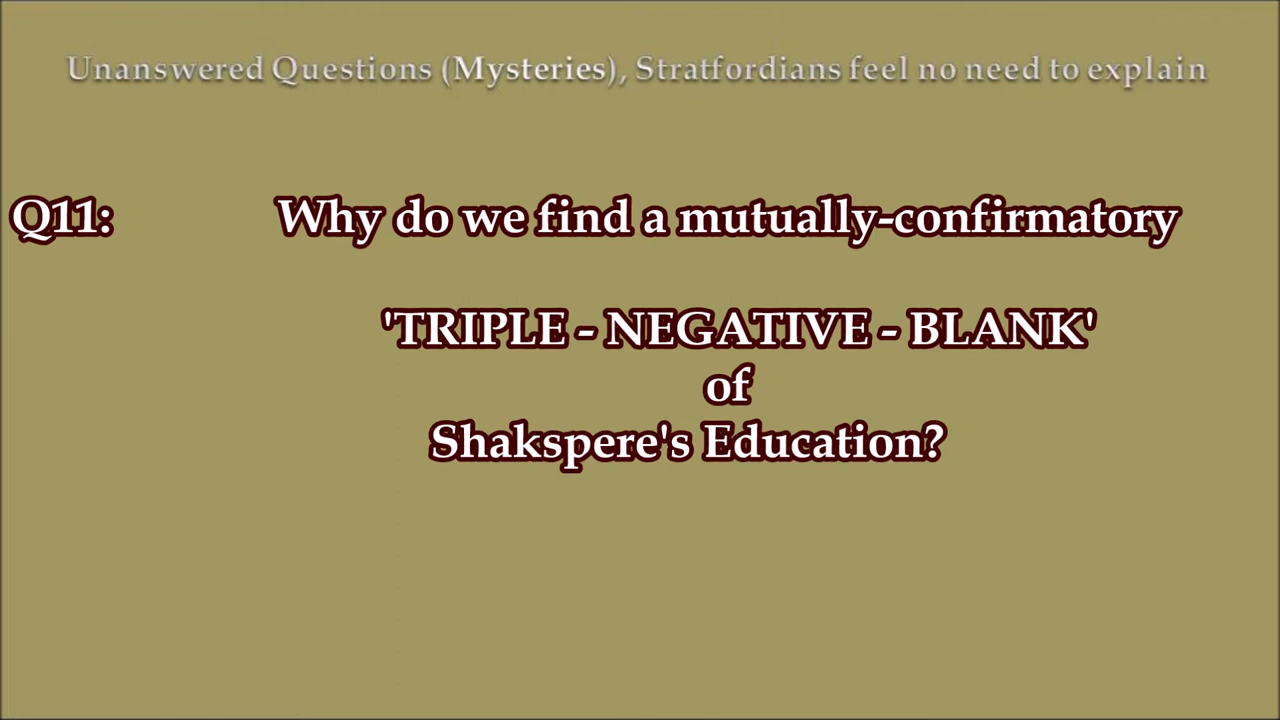 Unanswered Questions (Mysteries), Stratfordians feel no need to explain
Q11: Why do we find a mutually-confirmatory
'TRIPLE - NEGATIVE - BLANK'
of
Shakspere's Education?